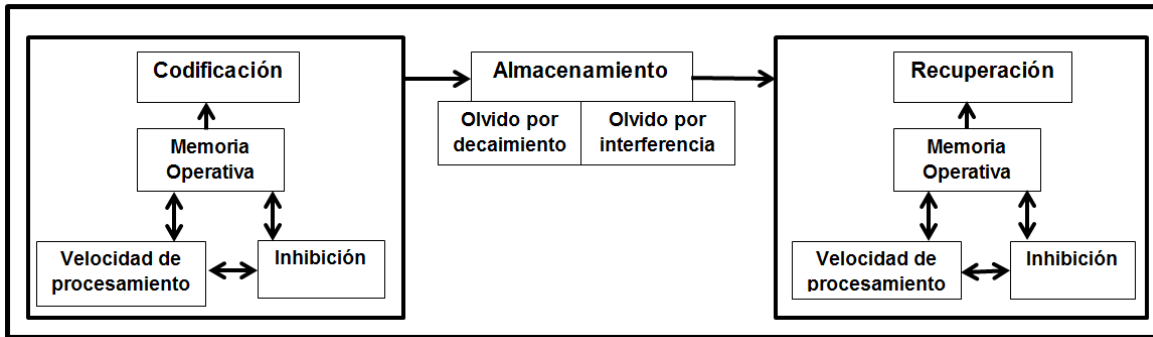 Codificación
Memoria
Operativa
Velocidad de
procesamiento
Inhibición
Almacenamiento
Olvido por
decaimiento
Olvido por
interferencia
Recuperación
Memoria
Operativa
Velocidad de
procesamiento
Inhibición